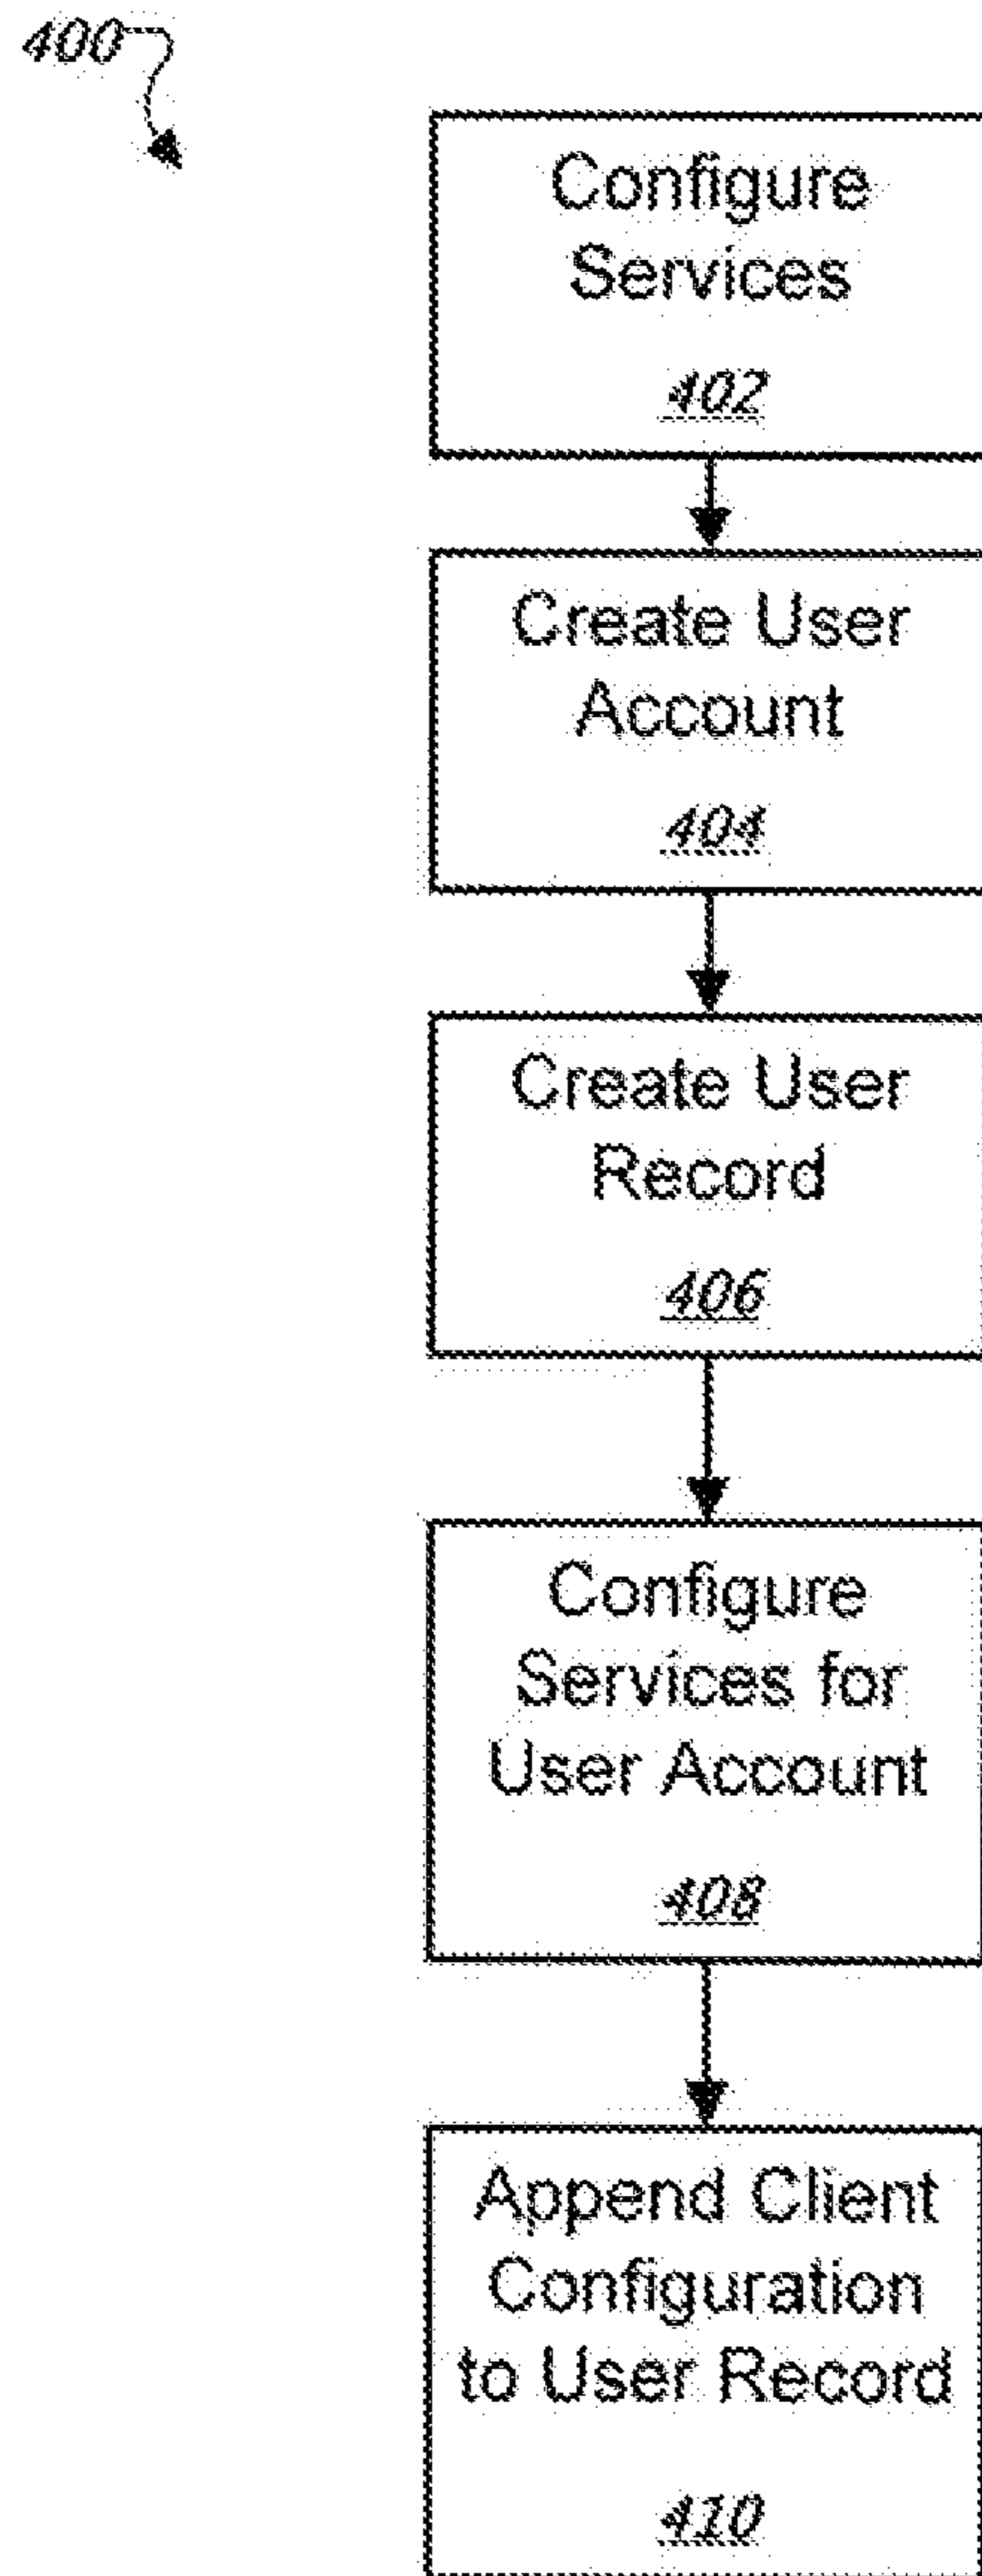 400
Configure
Services
402
Create User
Account
404
Create User
Record
406
Configure
Services for
User Account
408
Append Client
Configuration
to User Record
410